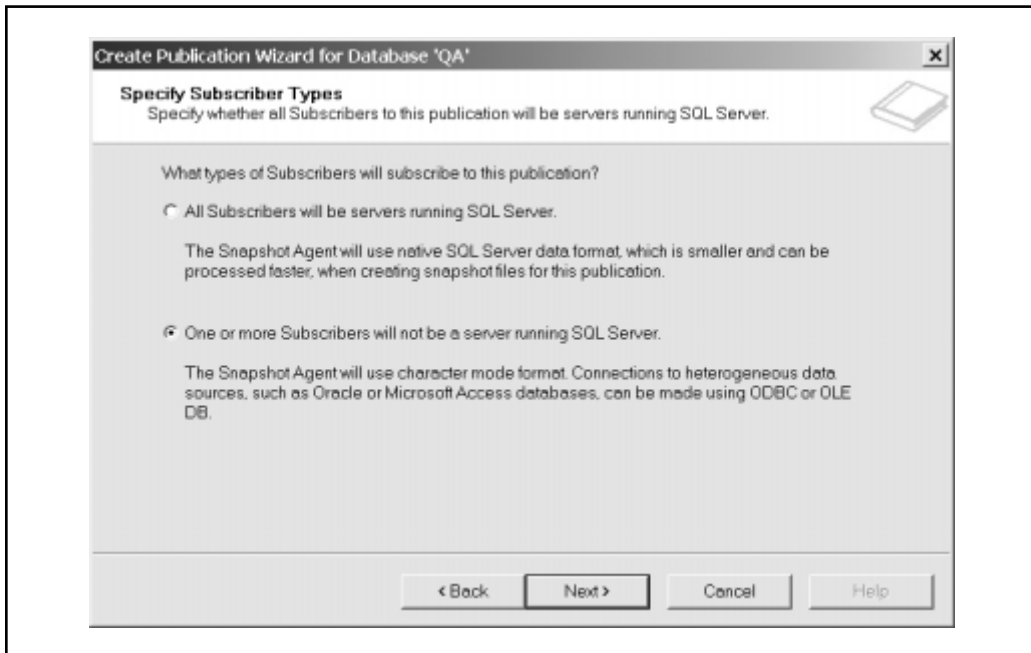 Create Publication Wizard for Database 'QA'
Specify Subscriber Types
Specify whether all Subscribers to this publication will be servers running SQL Server.
What types of Subscribers will subscribe to this publication?
All Subscribers will be servers running SQL Server.
The Snapshot Agent will use native SQL Server data format, which is smaller and can be
processed faster, when creating snapshot files for this publication.
One or more Subscribers will not be a server running SQL Server.
The Snapshot Agent will use character mode format. Connections to heterogeneous data
sources, such as Oracle or Microsoft Access databases, can be made using ODBC or OLE
DB.
< Back Next > Cancel Help